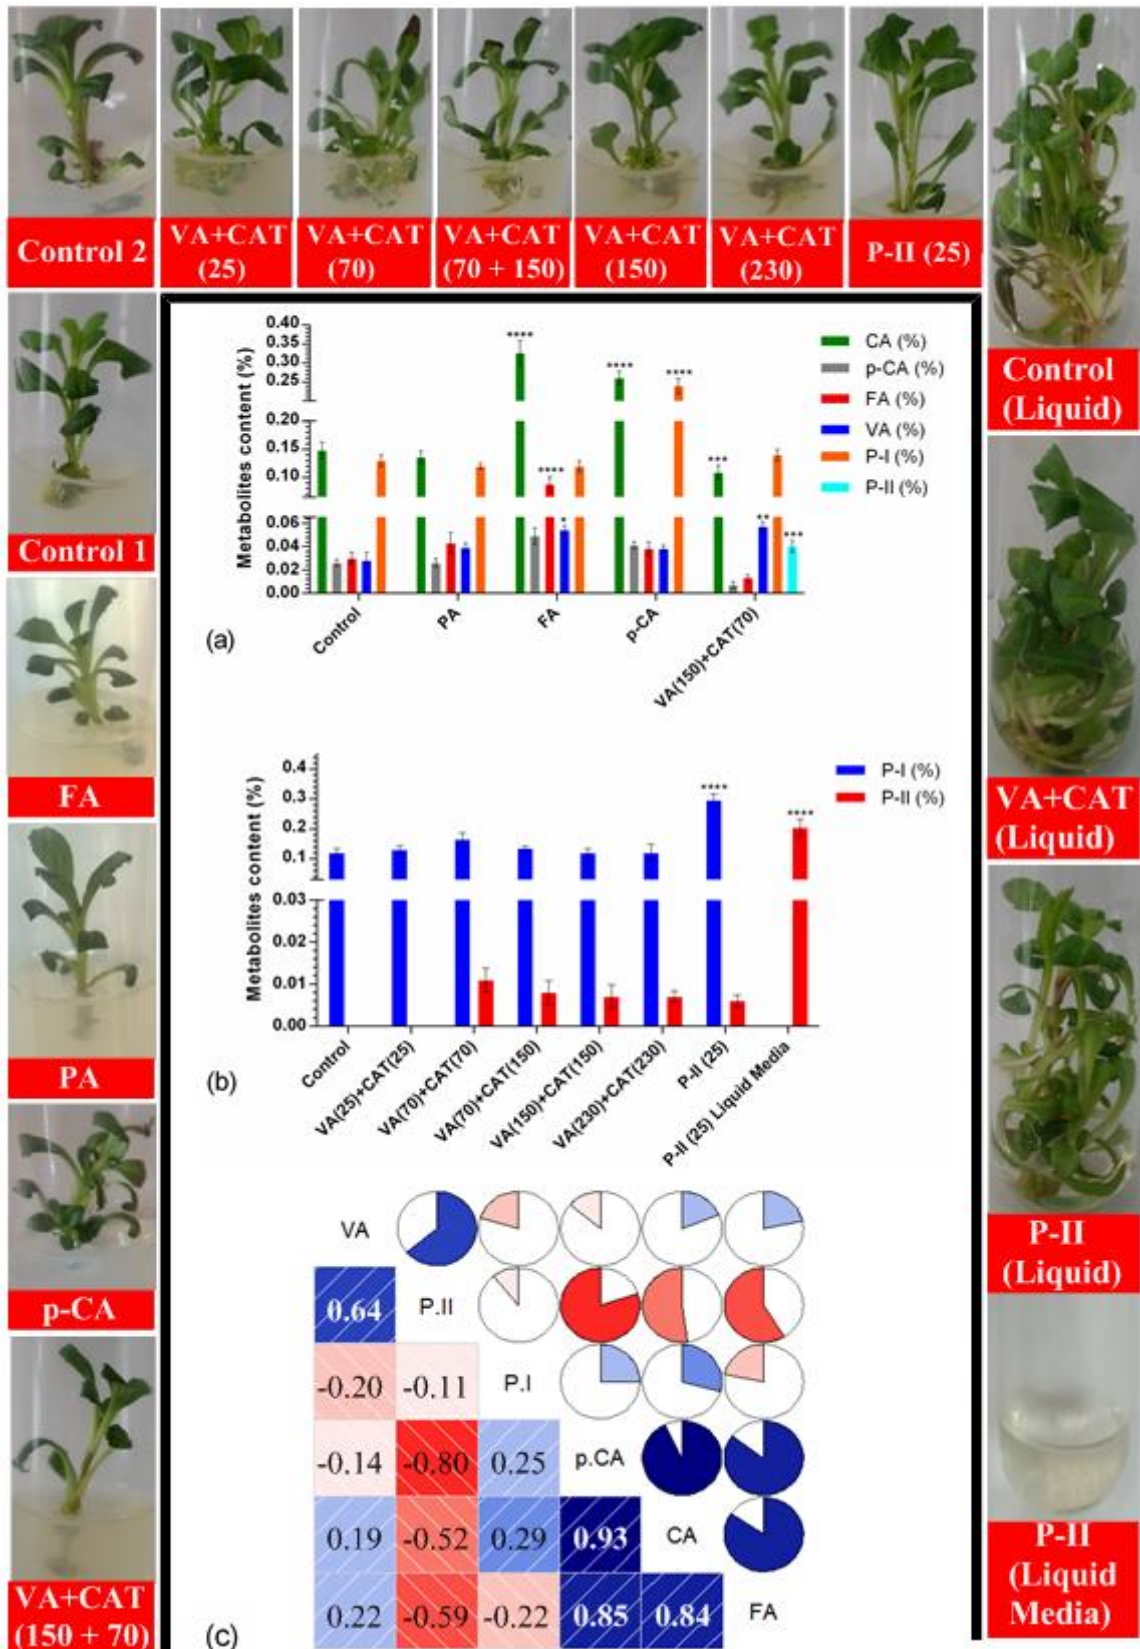 Control 2
VA+CAT
(25)
VA+CAT
(70)
VA+CAT
(70 + 150)
VA+CAT
(150)
VA+CAT
(230)
P-II (25)
Control
(Liquid)
Control 1
FA
PA
p-CA
VA+CAT
(150 + 70)
VA+CAT
(Liquid)
P-II
(Liquid)
P-II
(Liquid
Media)
Metabolites content (%)
0.40
0.35
0.30
0.25
0.20
0.15
0.10
0.06
0.04
0.02
0.00
****
****
*
****
****
***
**
***
CA (%)
p-CA (%)
FA (%)
VA (%)
P-I (%)
P-II (%)
Control
PA
FA
p-CA
VA(150)+CAT(70)
(a)
Metabolites content (%)
0.4
0.3
0.2
0.1
0.03
0.02
0.01
0.00
****
****
P-I (%)
P-II (%)
Control
VA(25)+CAT(25)
VA(70)+CAT(70)
VA(70)+CAT(150)
VA(150)+CAT(150)
VA(230)+CAT(230)
P-II (25)
P-II (25) Liquid Media
(b)
VA
0.64 P.II
-0.20 -0.11 P.I
-0.14 -0.80 0.25 p.CA
0.19 -0.52 0.29 0.93 CA
0.22 -0.59 -0.22 0.85 0.84 FA
(c)